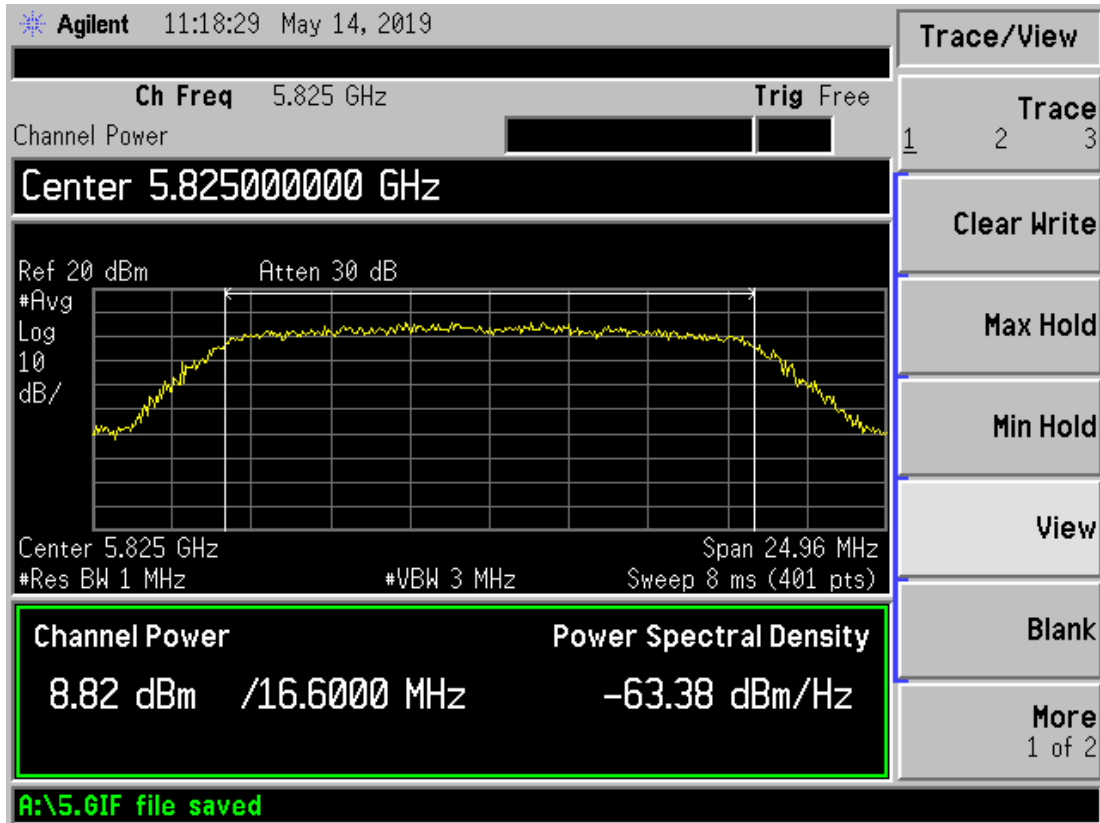 Agilent 11:18:29 May 14, 2019
Trace/View
Ch Freq 5.825 GHz Trig Free
Channel Power
Center 5.825000000 GHz
Ref 20 dBm Atten 30 dB
#Avg
Log
10
dB/
Center 5.825 GHz Span 24.96 MHz
#Res BW 1 MHz #VBW 3 MHz Sweep 8 ms (401 pts)
Channel Power Power Spectral Density
8.82 dBm /16.6000 MHz -63.38 dBm/Hz
A:\5.GIF file saved
Trace
1 2 3
Clear Write
Max Hold
Min Hold
View
Blank
More
1 of 2